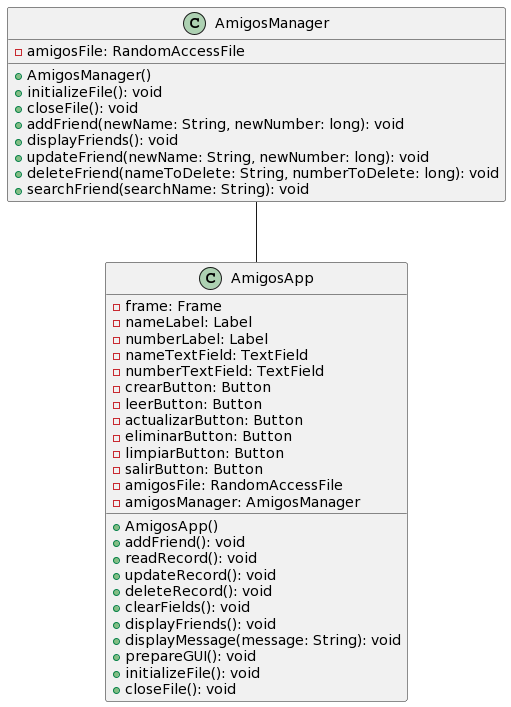 C AmigosManager
amigosFile: RandomAccessFile
AmigosManager()
initializeFile(): void
closeFile(): void
addFriend(newName: String, newNumber: long): void
displayFriends(): void
updateFriend(newName: String, newNumber: long): void
deleteFriend(nameToDelete: String, numberToDelete: long): void
searchFriend(searchName: String): void
C AmigosApp
frame: Frame
nameLabel: Label
numberLabel: Label
nameTextField: TextField
numberTextField: TextField
crearButton: Button
leerButton: Button
actualizarButton: Button
eliminarButton: Button
limpiarButton: Button
salirButton: Button
amigosFile: RandomAccessFile
amigosManager: AmigosManager
AmigosApp()
addFriend(): void
readRecord(): void
updateRecord(): void
deleteRecord(): void
clearFields(): void
displayFriends(): void
displayMessage(message: String): void
prepareGUI(): void
initializeFile(): void
closeFile(): void